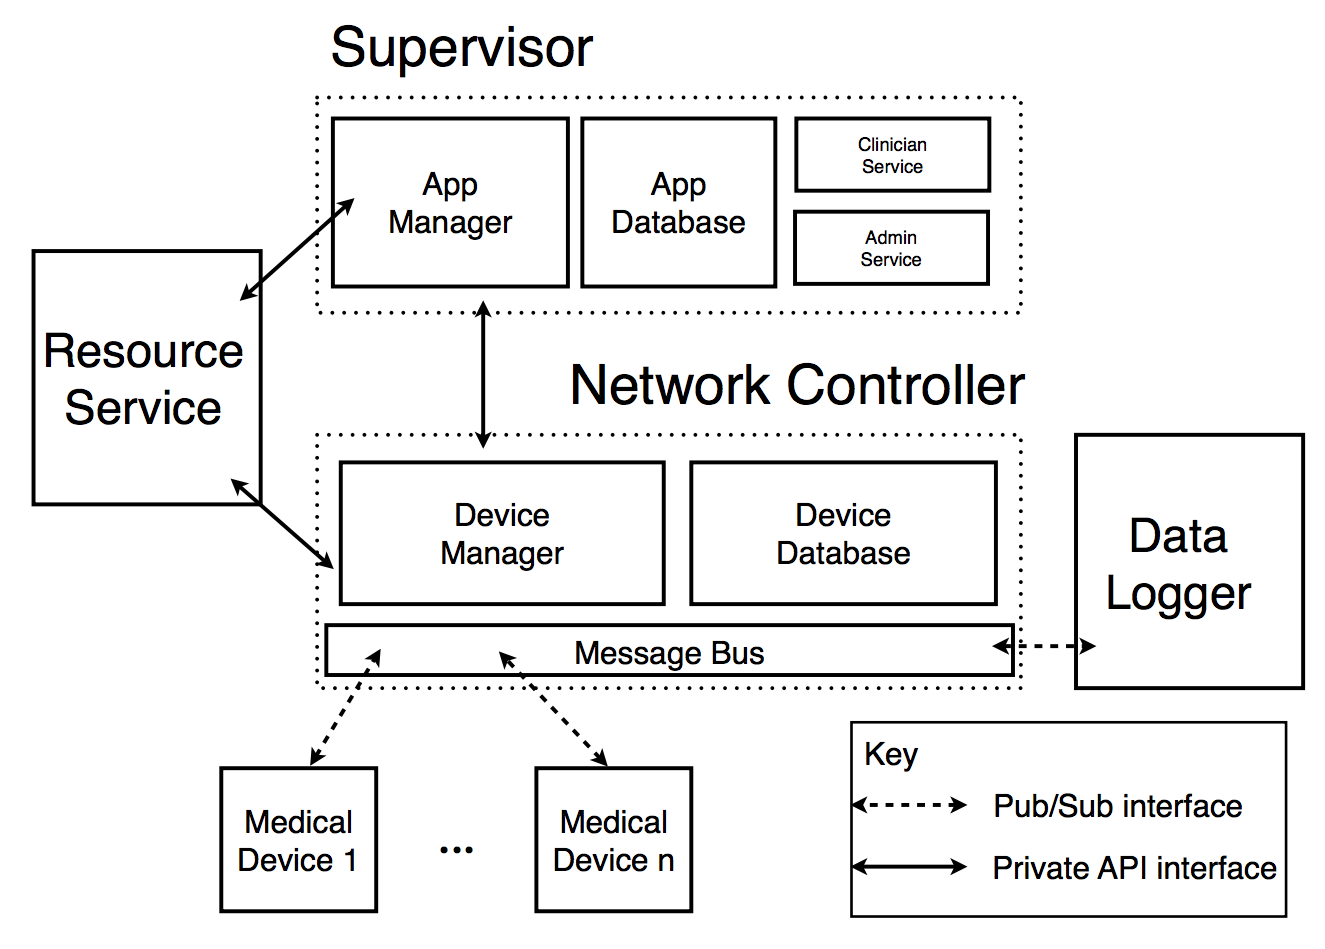 Supervisor
App
Manager
App
Database
Clinician
Service
Admin
Service
Resource
Service
Network Controller
Device
Manager
Device
Database
Message Bus
Data
Logger
Medical
Device 1
...
Medical
Device n
Key
Pub/Sub interface
Private API interface